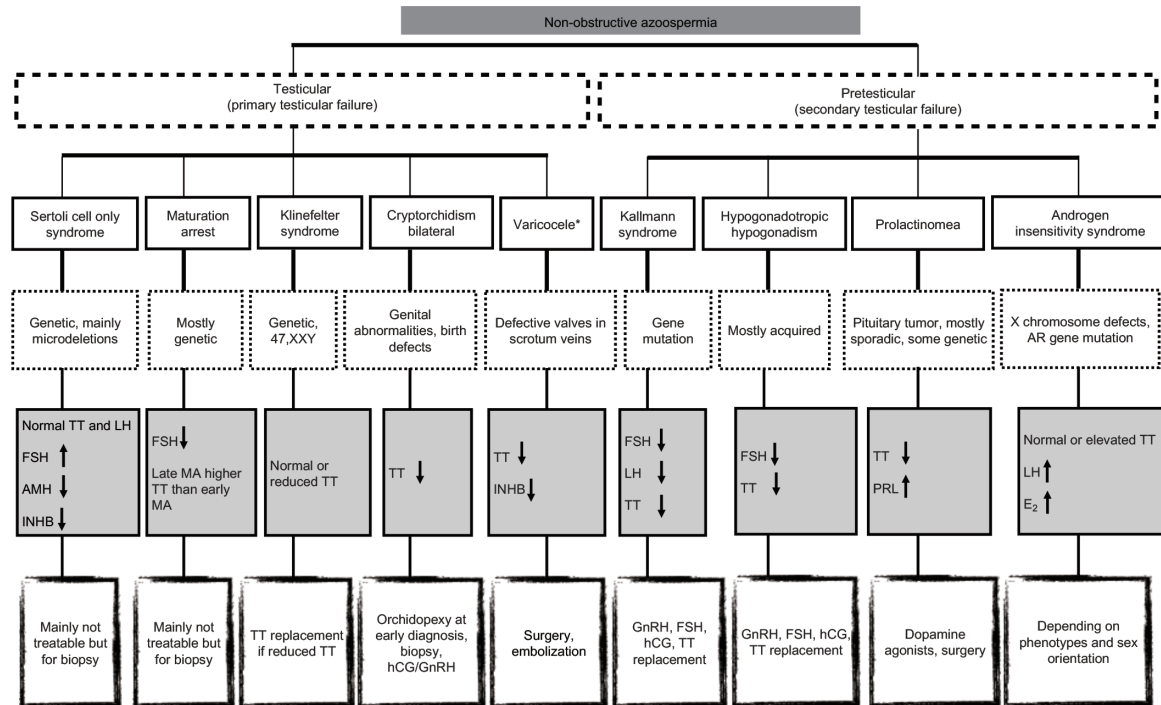 Non-obstructive azoospermia
Testicular
(primary testicular failure)
Pretesticular
(secondary testicular failure)
Sertoli cell only
syndrome
Maturation
arrest
Klinefelter
syndrome
Cryptorchidism
bilateral
Varicocele*
Kallmann
syndrome
Hypogonadotropic
hypogonadism
Prolactinomea
Androgen
insensitivity syndrome
Genetic, mainly
microdeletions
Mostly
genetic
Genetic,
47,XXY
Genital
abnormalities, birth
defects
Defective valves in
scrotum veins
Gene
mutation
Mostly acquired
Pituitary tumor, mostly
sporadic, some genetic
X chromosome defects,
AR gene mutation
Normal TT and LH
FSH ↑
AMH ↓
INHB ↓
FSH ↓
Late MA higher
TT than early
MA
Normal or
reduced TT
TT ↓
TT ↓
INHB ↓
FSH ↓
LH ↓
TT ↓
FSH ↓
TT ↓
TT ↓
PRL ↑
Normal or elevated TT
LH ↑
E₂ ↑
Mainly not
treatable but
for biopsy
Mainly not
treatable but
for biopsy
TT replacement
if reduced TT
Orchidopexy at
early diagnosis,
biopsy,
hCG/GnRH
Surgery,
embolization
GnRH, FSH,
hCG, TT
replacement
GnRH, FSH, hCG,
TT replacement
Dopamine
agonists, surgery
Depending on
phenotypes and sex
orientation